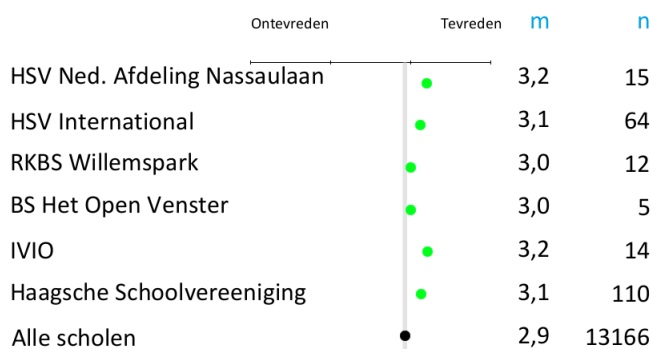 Ontevreden Tevreden m n
HSV Ned. Afdeling Nassaulaan 3,2 15
HSV International 3,1 64
RKBS Willemspark 3,0 12
BS Het Open Venster 3,0 5
IVIO 3,2 14
Haagsche Schoolvereeniging 3,1 110
Alle scholen 2,9 13166